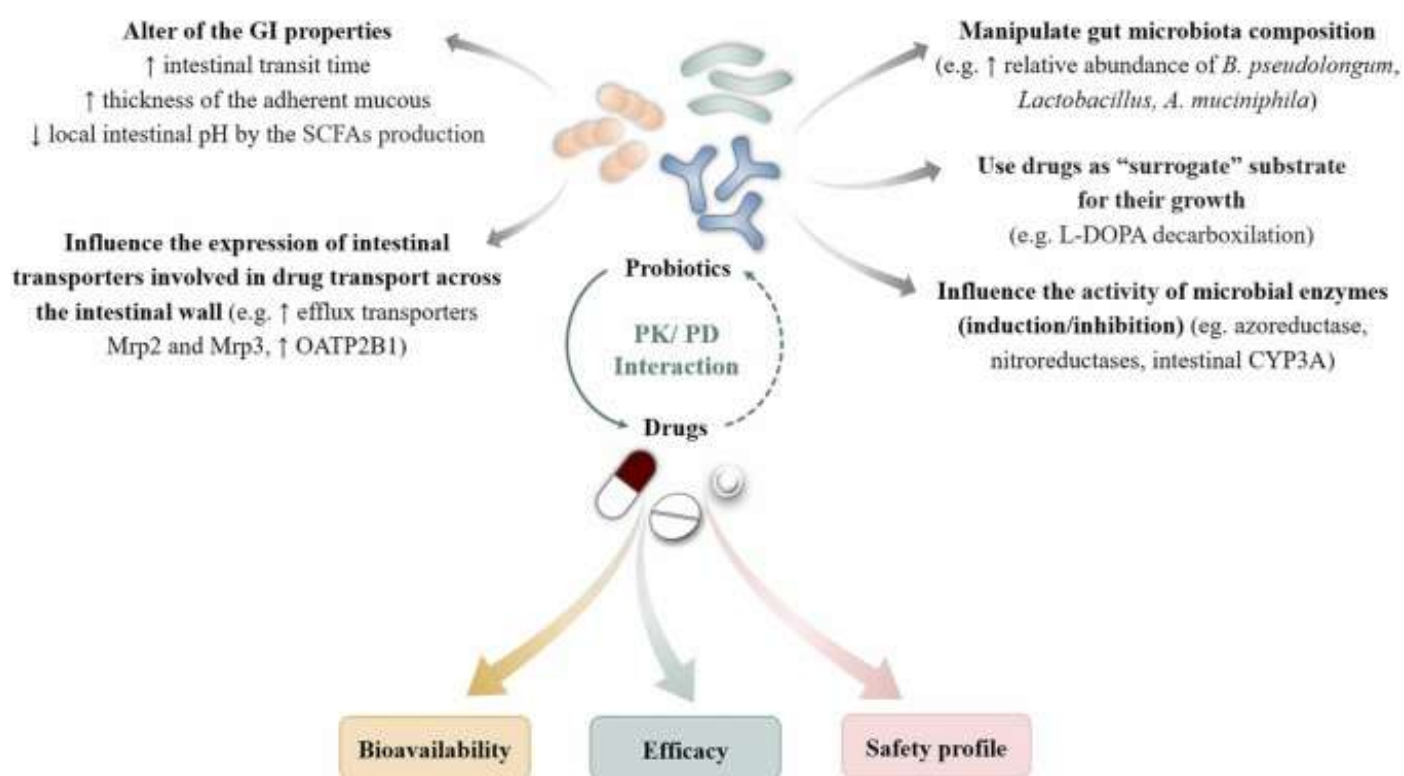 Alter of the GI properties
↑ intestinal transit time
↑ thickness of the adherent mucous
↓ local intestinal pH by the SCFAs production
Influence the expression of intestinal
transporters involved in drug transport across
the intestinal wall (e.g. ↑ efflux transporters
Mrp2 and Mrp3, ↑ OATP2B1)
Manipulate gut microbiota composition
(e.g. ↑ relative abundance of B. pseudolongum,
Lactobacillus, A. muciniphila)
Use drugs as “surrogate” substrate
for their growth
(e.g. L-DOPA decarboxilation)
Influence the activity of microbial enzymes
(induction/inhibition) (eg. azoreductase,
nitroreductases, intestinal CYP3A)
Probiotics
PK/ PD
Interaction
Drugs
Bioavailability
Efficacy
Safety profile